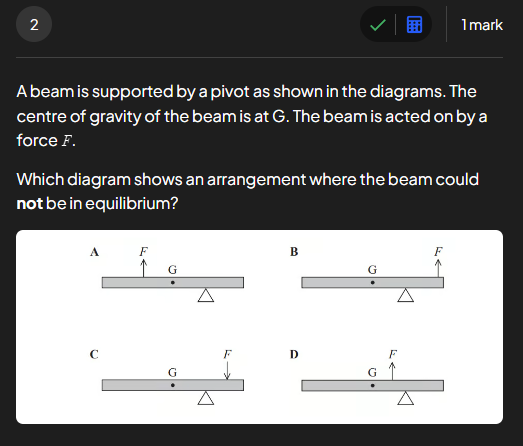 2
1 mark
A beam is supported by a pivot as shown in the diagrams. The
centre of gravity of the beam is at G. The beam is acted on by a
force F.
Which diagram shows an arrangement where the beam could
not be in equilibrium?
A F G
B F G
C F G
D F G